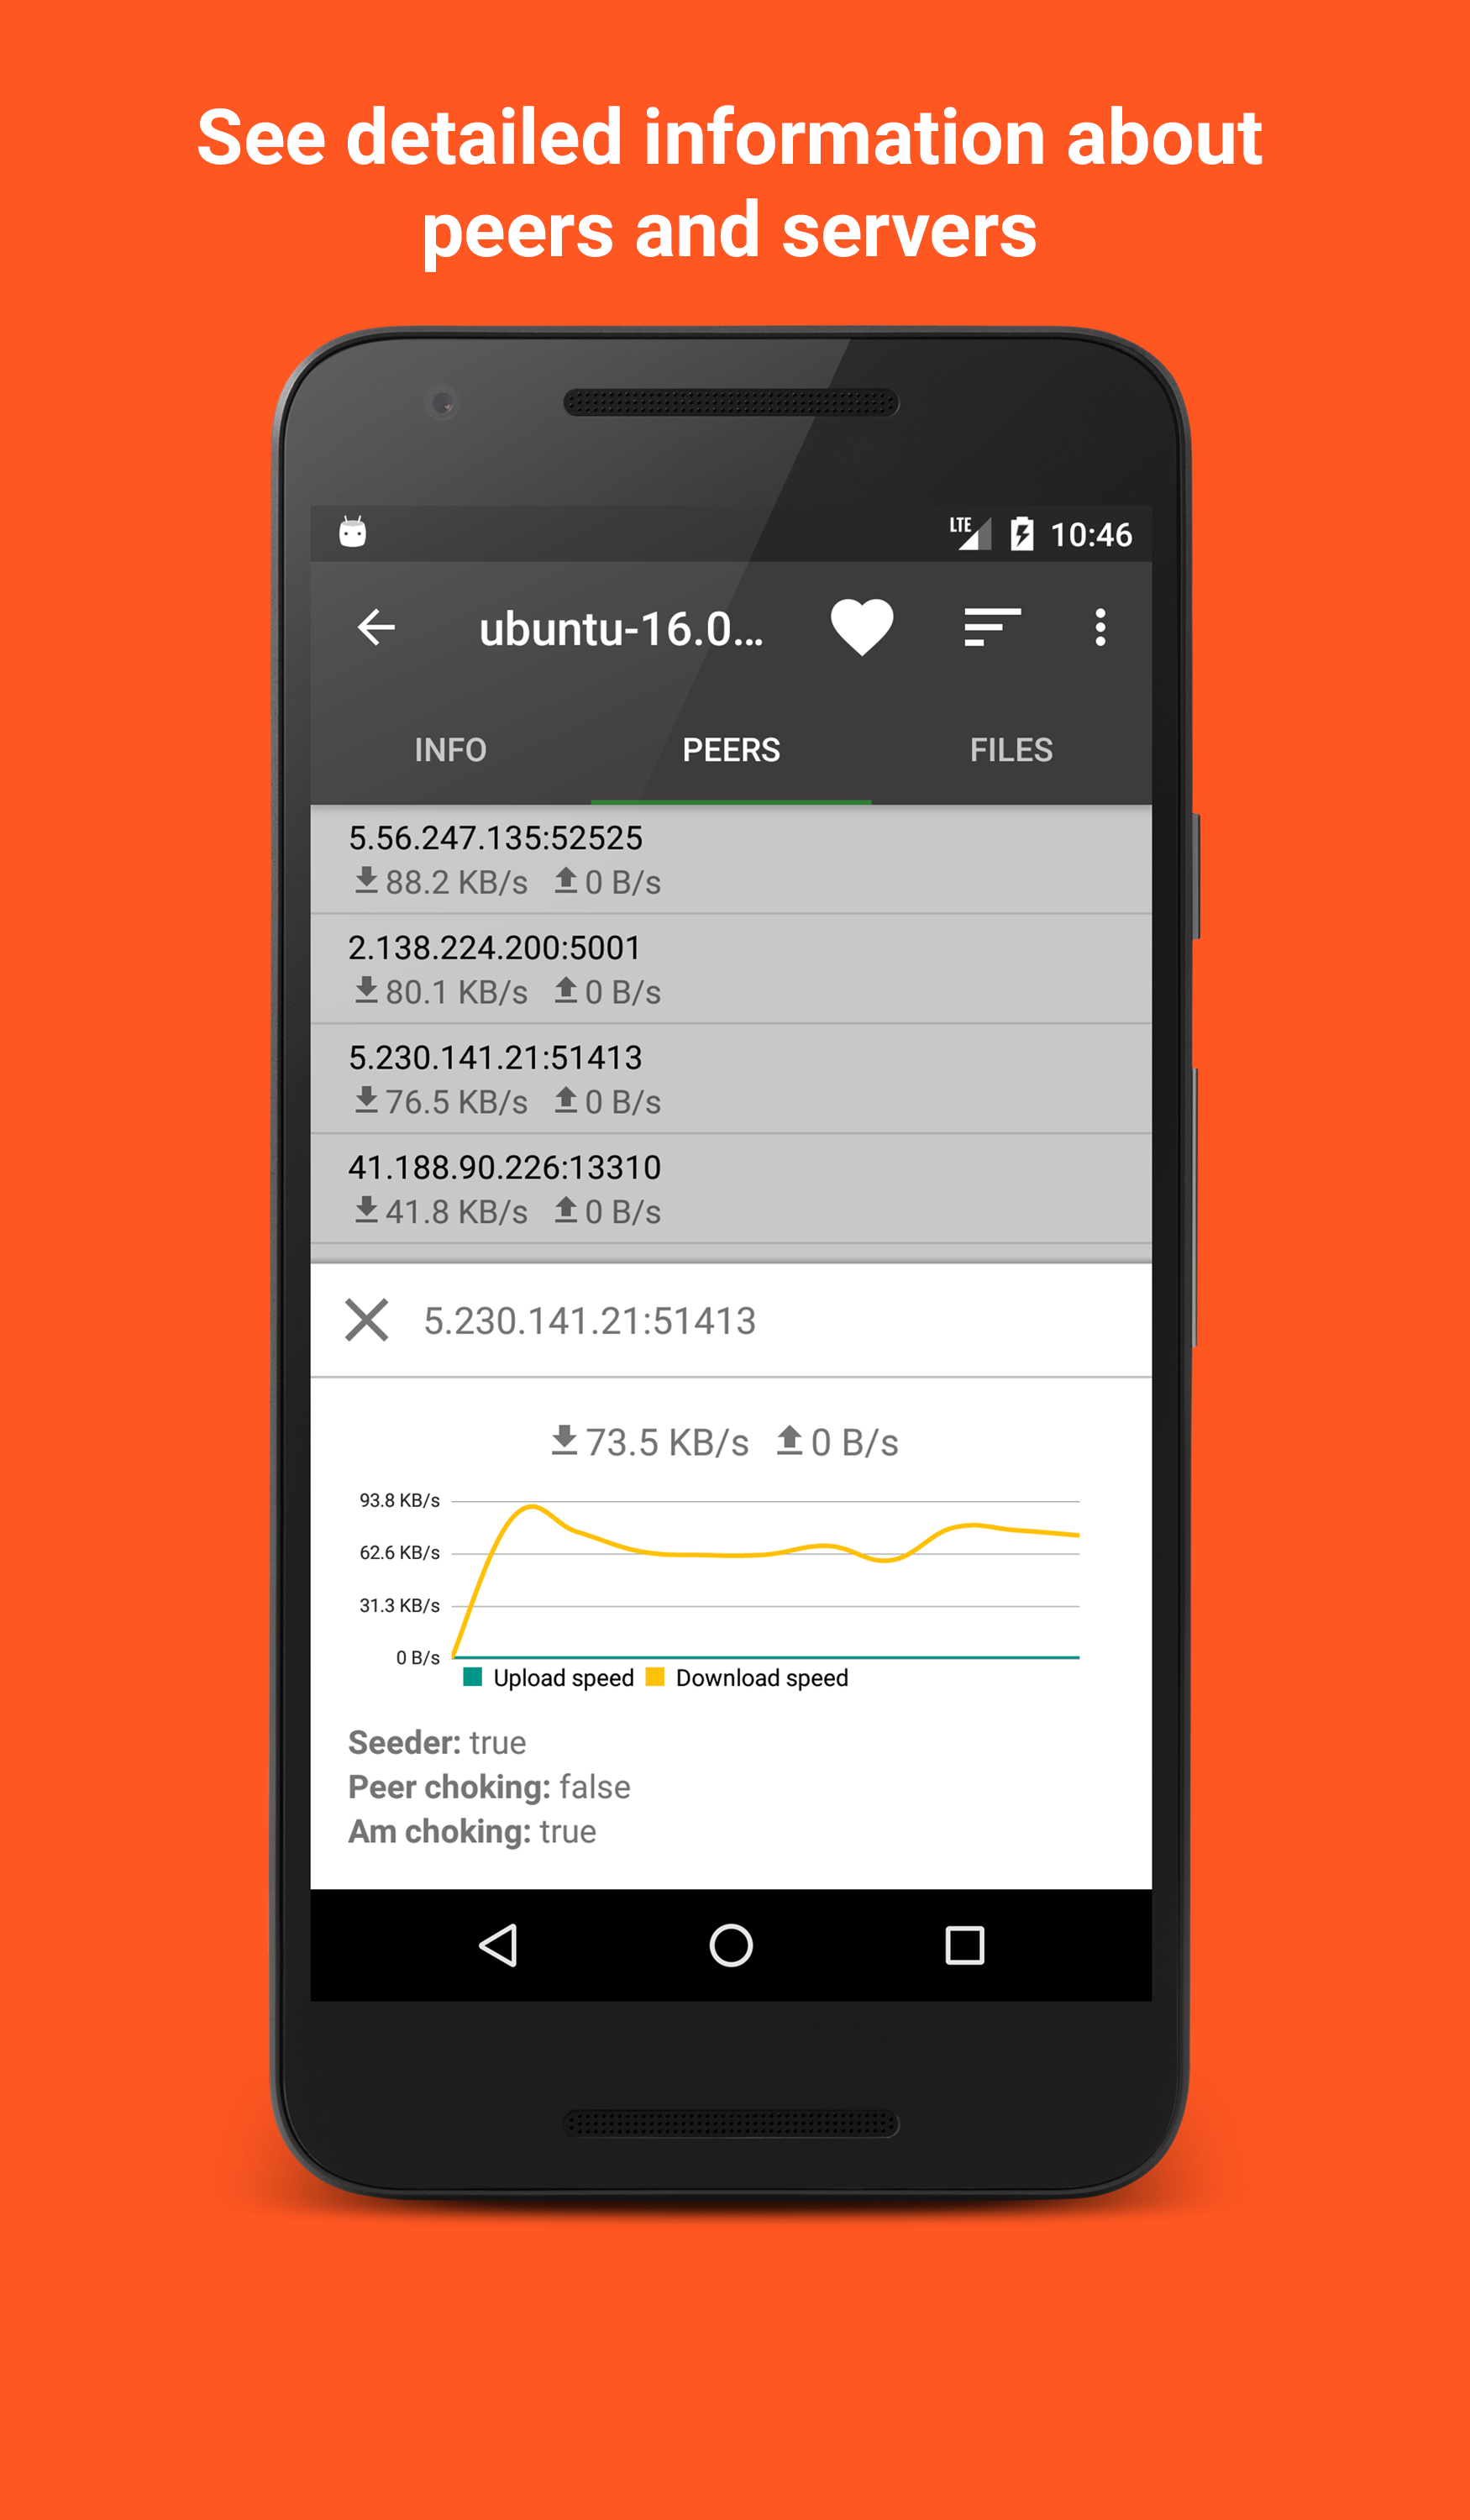 See detailed information about
peers and servers
LTE 10:46
ubuntu-16.0...
INFO PEERS FILES
5.56.247.135:52525
88.2 KB/s 0 B/s
2.138.224.200:5001
80.1 KB/s 0 B/s
5.230.141.21:51413
76.5 KB/s 0 B/s
41.188.90.226:13310
41.8 KB/s 0 B/s
5.230.141.21:51413
73.5 KB/s 0 B/s
93.8 KB/s
62.6 KB/s
31.3 KB/s
0 B/s
Upload speed Download speed
Seeder: true
Peer choking: false
Am choking: true